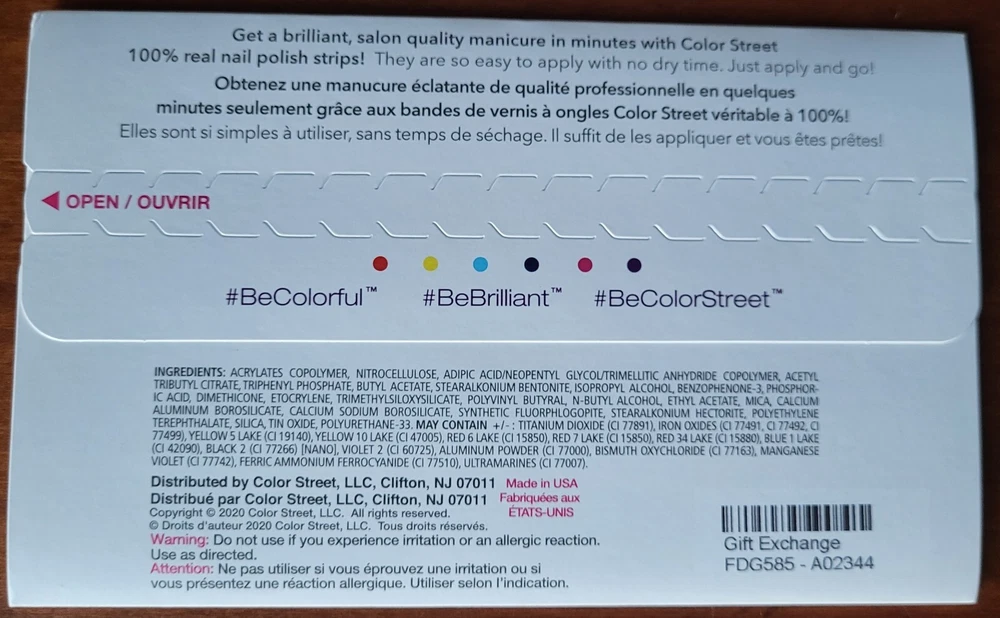 Get a brilliant, salon quality manicure in minutes with Color Street
100% real nail polish strips! They are so easy to apply with no dry time. Just apply and go!
Obtenez une manucure éclatante de qualité professionnelle en quelques
minutes seulement grâce aux bandes de vernis à ongles Color Street véritable à 100%!
Elles sont si simples à utiliser, sans temps de séchage. Il suffit de les appliquer et vous êtes prêtes!
OPEN / OUVRIR
#BeColorful™ #BeBrilliant™ #BeColorStreet™
INGREDIENTS: ACRYLATES COPOLYMER, NITROCELLULOSE, ADIPIC ACID/NEOPENTYL GLYCOL/TRIMELLITIC ANHYDRIDE COPOLYMER, ACETYL
TRIBUTYL CITRATE, TRIPHENYL PHOSPHATE, BUTYL ACETATE, STEARALKONIUM BENTONITE, ISOPROPYL ALCOHOL, BENZOPHENONE-3, PHOSPHOR-
IC ACID, DIMETHICONE, ETOCRYLENE, TRIMETHYLSILOXYSILICATE, POLYVINYL BUTYRAL, N-BUTYL ALCOHOL, ETHYL ACETATE, MICA, CALCIUM
ALUMINUM BOROSILICATE, CALCIUM SODIUM BOROSILICATE, SYNTHETIC FLUORPHLOGOPITE, STEARALKONIUM HECTORITE, POLYETHYLENE
TEREPHTHALATE, SILICA, TIN OXIDE, POLYURETHANE-33. MAY CONTAIN +/- : TITANIUM DIOXIDE (CI 77891), IRON OXIDES (CI 77491, CI 77492, CI
77499), YELLOW 5 LAKE (CI 19140), YELLOW 10 LAKE (CI 47005), RED 6 LAKE (CI 15850), RED 7 LAKE (CI 15850), RED 34 LAKE (CI 15880), BLUE 1 LAKE
(CI 42090), BLACK 2 (CI 77266) [NANO], VIOLET 2 (CI 60725), ALUMINUM POWDER (CI 77000), BISMUTH OXYCHLORIDE (CI 77163), MANGANESE
VIOLET (CI 77742), FERRIC AMMONIUM FERROCYANIDE (CI 77510), ULTRAMARINES (CI 77007).
Distributed by Color Street, LLC, Clifton, NJ 07011 Made in USA
Distribué par Color Street, LLC, Clifton, NJ 07011 Fabriquées aux
Copyright © 2020 Color Street, LLC. All rights reserved. ÉTATS-UNIS
© Droits d'auteur 2020 Color Street, LLC. Tous droits réservés.
Warning: Do not use if you experience irritation or an allergic reaction.
Use as directed.
Attention: Ne pas utiliser si vous éprouvez une irritation ou si
vous présentez une réaction allergique. Utiliser selon l'indication.
Gift Exchange
FDG585 - A02344